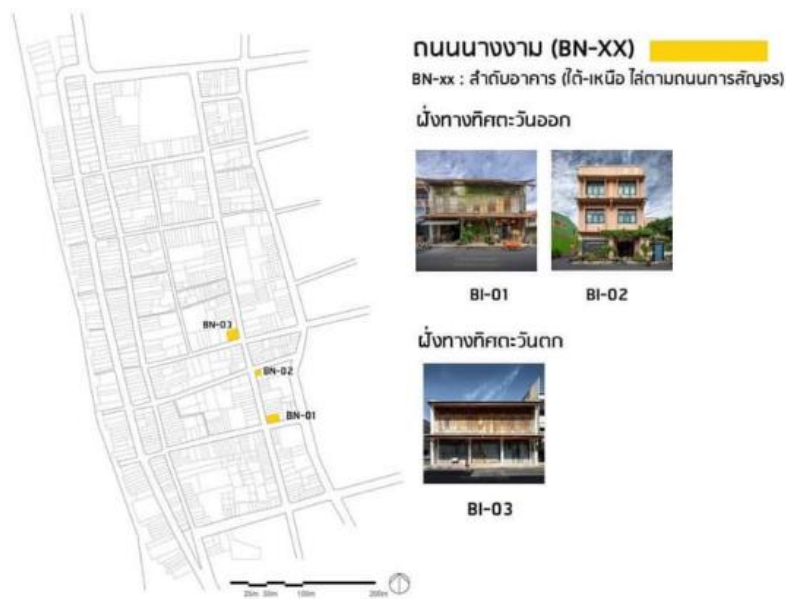 ถนนนางงาม (BN-XX)
BN-xx : ลำดับอาคาร (ใต้-เหนือ ไล่ตามถนนการสัญจร)
ฝั่งทางทิศตะวันออก
BI-01
BI-02
ฝั่งทางทิศตะวันตก
BI-03
BN-03
BN-02
BN-01
25m 50m 100m 200m